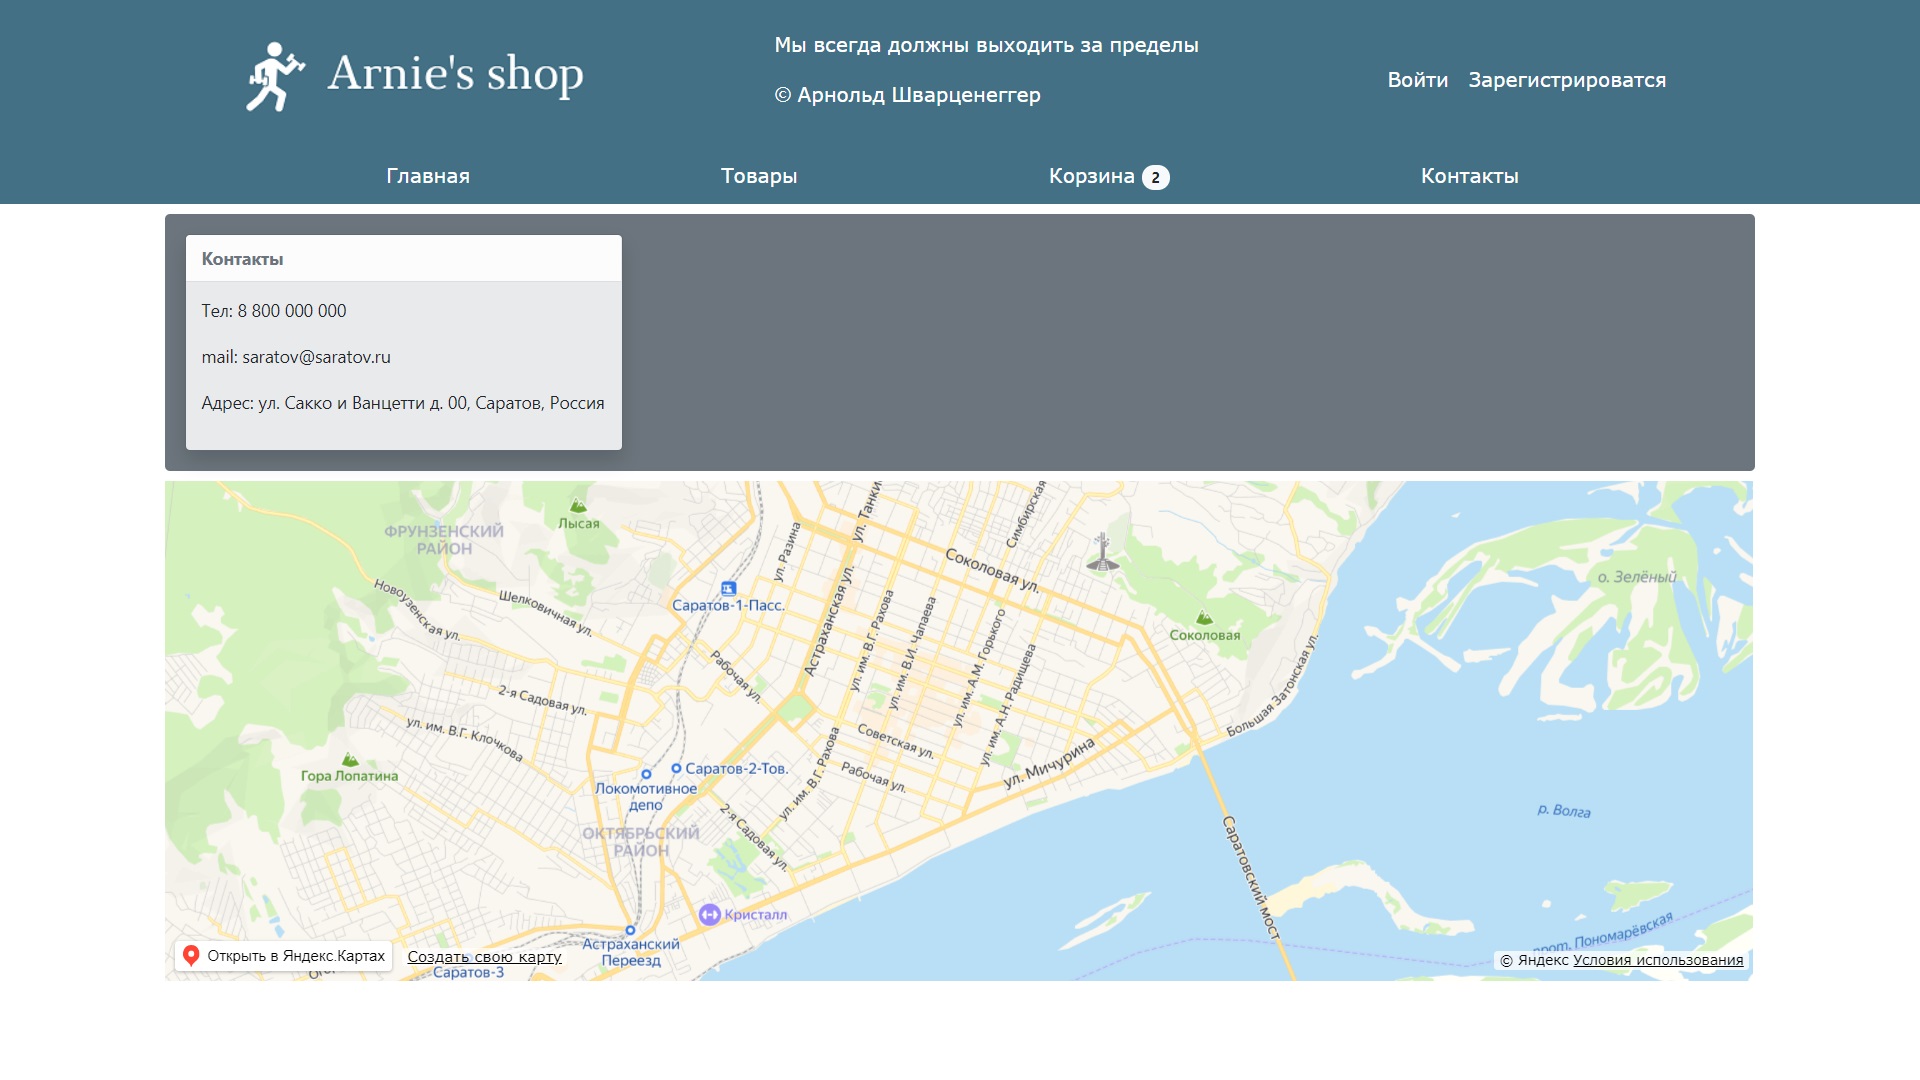 Arnie's shop
Мы всегда должны выходить за пределы
© Арнольд Шварценеггер
Войти Зарегистрироватся
Главная Товары Корзина 2 Контакты
Контакты
Тел: 8 800 000 000
mail: saratov@saratov.ru
Адрес: ул. Сакко и Ванцетти д. 00, Саратов, Россия
ФРУНЗЕНСКИЙ
РАЙОН
Лысая
ул. Разина
Симбирская
Соколовая ул.
о. Зелёный
Новоузенская ул.
Шелковичная ул.
Саратов-1-Пасс.
Астраханская ул.
ул. им. В.Г. Рахова
ул. им. В.И. Чапаева
ул. им. А.М. Горького
ул. им. А.Н. Радищева
Соколовая
Большая Затонская ул.
Рабочая ул.
2-я Садовая ул.
ул. им. В.Г. Клочкова
Советская ул.
Рабочая ул.
ул. им. В.Г. Рахова
ул. Мичурина
Гора Лопатина
Саратов-2-Тов.
Локомотивное
депо
2-я Садовая ул.
ОКТЯБРЬСКИЙ
РАЙОН
р. Волга
Саратовский мост
Кристалл
Астраханский
Переезд
Саратов-3
прот. Пономарёвская
Открыть в Яндекс.Картах
Создать свою карту
© Яндекс Условия использования